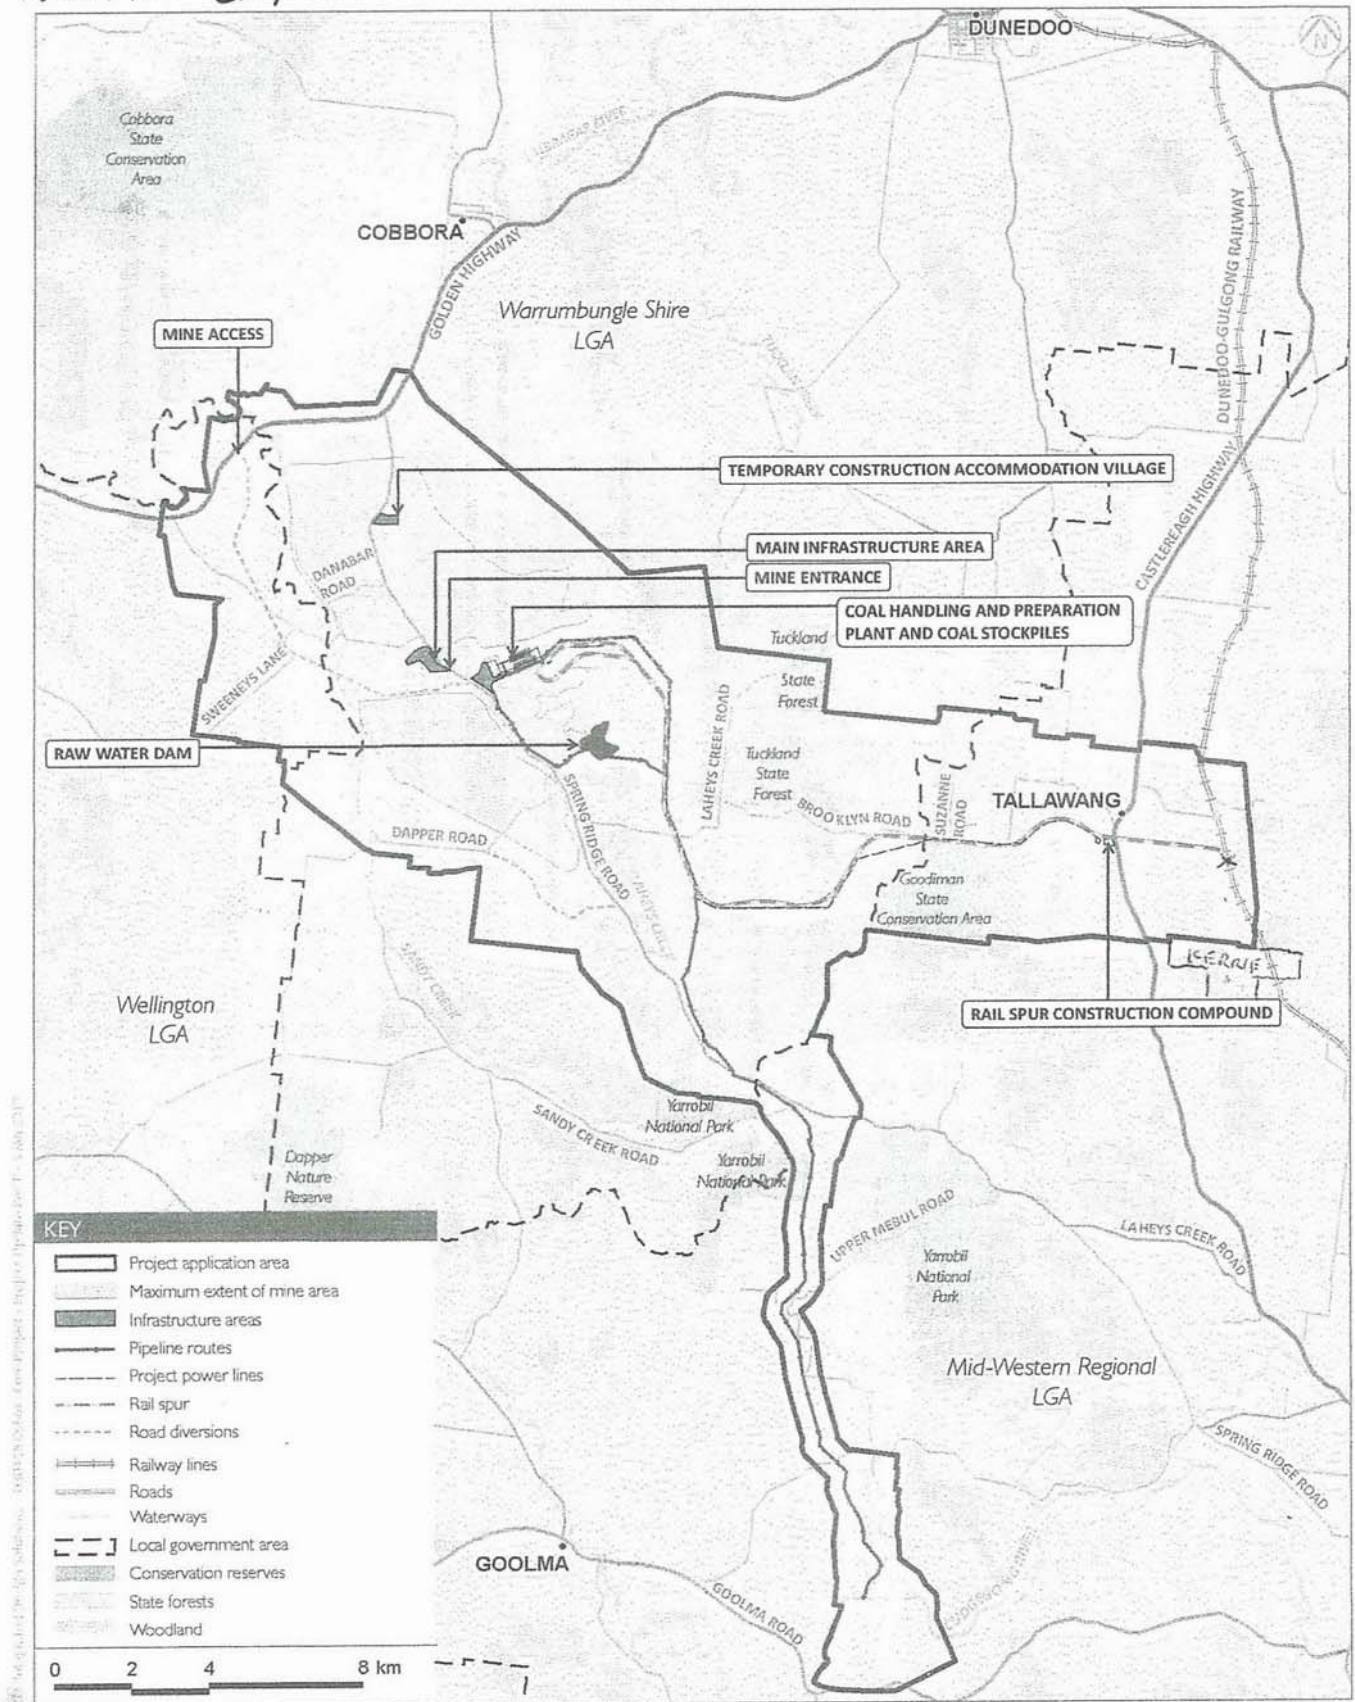 DUNEDOO
N
Cobbora
State
Conservation
Area
COBBORA
GOLDEN HIGHWAY
DUNEDOO-GULGONG RAILWAY
Warrumbungle Shire
LGA
MINE ACCESS
CASTLEREAGH HIGHWAY
TEMPORARY CONSTRUCTION ACCOMMODATION VILLAGE
MAIN INFRASTRUCTURE AREA
MINE ENTRANCE
DANABAR
ROAD
COAL HANDLING AND PREPARATION
PLANT AND COAL STOCKPILES
Tuckland
State
Forest
SWEENEYS LANE
LAHEYS CREEK ROAD
RAW WATER DAM
Tuckland
State
Forest
BROOKLYN ROAD
SUZANNE
ROAD
TALLAWANG
SPRING RIDGE ROAD
DAPPER ROAD
Goodiman
State
Conservation Area
SANDY CREEK
KERRIE
Wellington
LGA
RAIL SPUR CONSTRUCTION COMPOUND
Yarrobil
National Park
SANDY CREEK ROAD
Dapper
Nature
Reserve
Yarrobil
National Park
UPPER MEBUL ROAD
LAHEYS CREEK ROAD
Yarrobil
National
Park
Mid-Western Regional
LGA
SPRING RIDGE ROAD
GOOLMA
GOOLMA ROAD
KEY
Project application area
Maximum extent of mine area
Infrastructure areas
Pipeline routes
Project power lines
Rail spur
Road diversions
Railway lines
Roads
Waterways
Local government area
Conservation reserves
State forests
Woodland
0 2 4 8 km